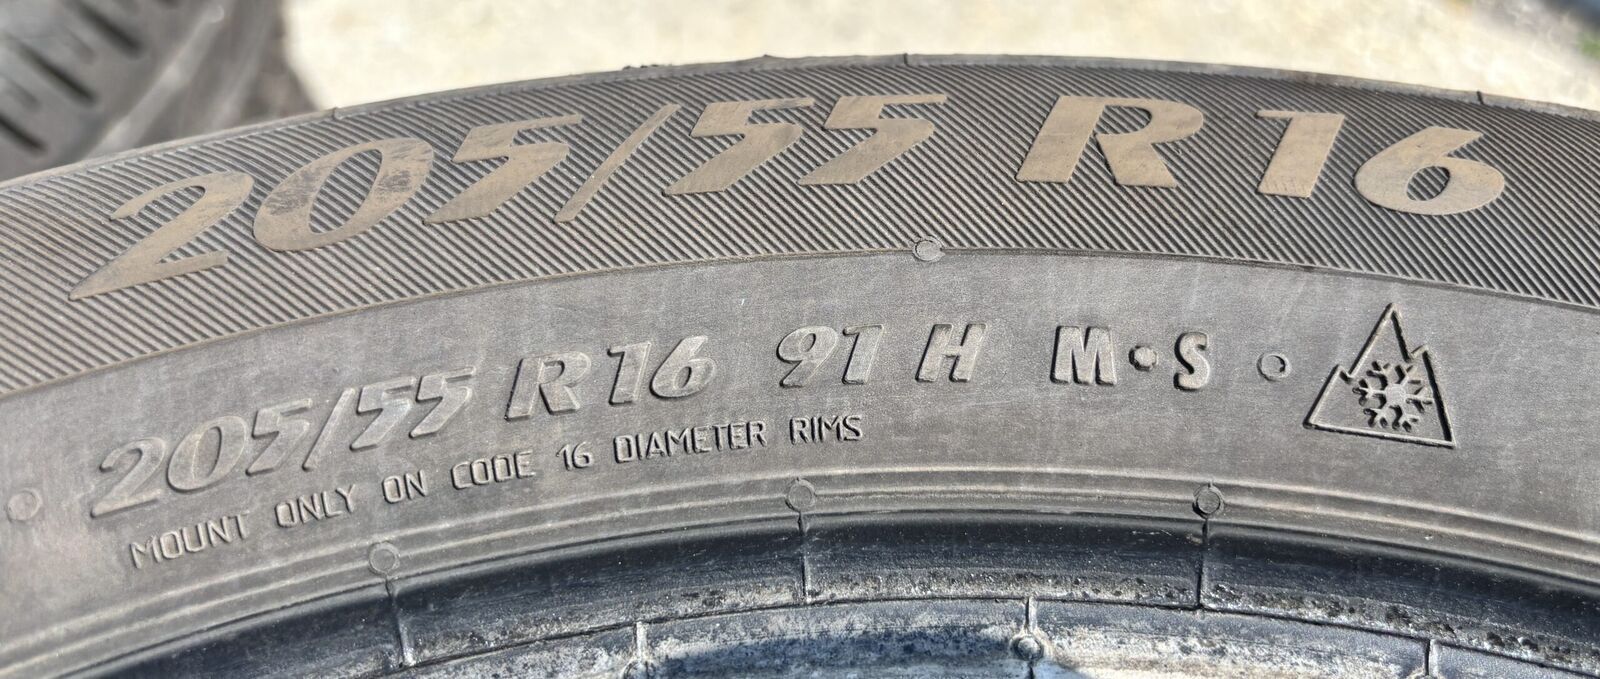 205/55 R16
205/55 R16 91 H M•S
MOUNT ONLY ON CODE 16 DIAMETER RIMS